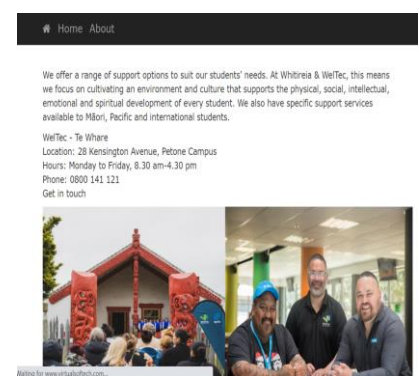 Home About
We offer a range of support options to suit our students' needs. At Whitireia & WelTec, this means
we focus on cultivating an environment and culture that supports the physical, social, intellectual,
emotional and spiritual development of every student. We also have specific support services
available to Māori, Pacific and international students.
WelTec - Te Whare
Location: 28 Kensington Avenue, Petone Campus
Hours: Monday to Friday, 8.30 am-4.30 pm
Phone: 0800 141 121
Get in touch
Waiting for www.virtualsoftech.com...